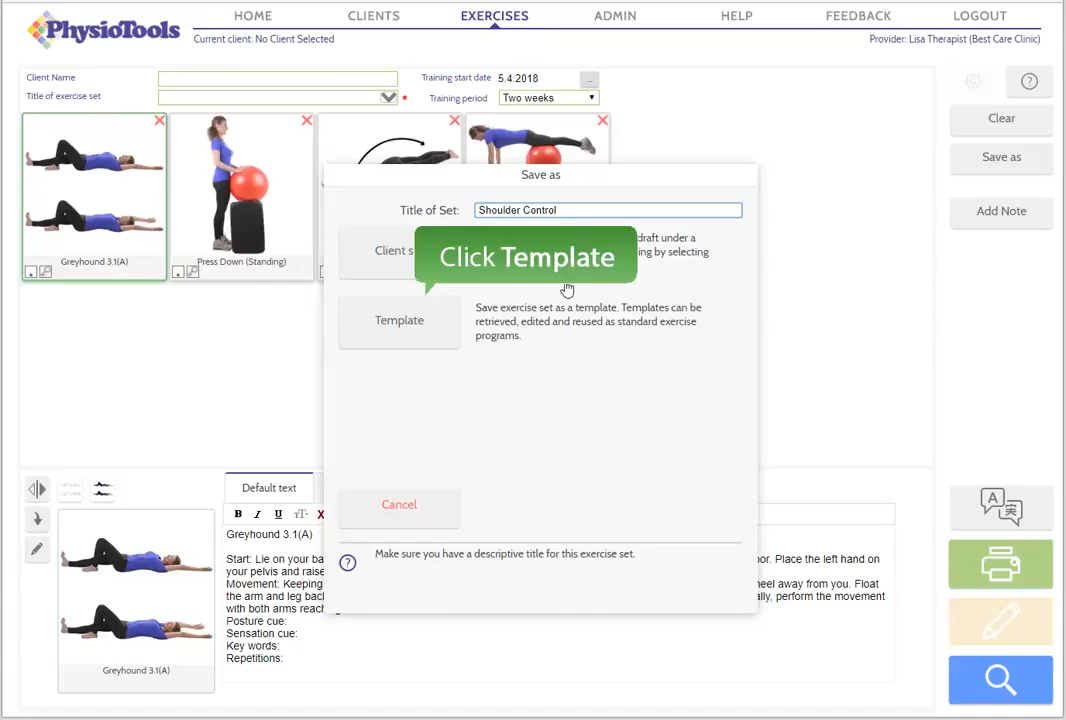 PhysioTools
HOME CLIENTS EXERCISES ADMIN HELP FEEDBACK LOGOUT
Current client: No Client Selected
Provider: Lisa Therapist (Best Care Clinic)
Client Name
Training start date 5.4.2018 ...
Title of exercise set *
Training period Two weeks
Clear
Save as
Add Note
Greyhound 3.1(A)
Press Down (Standing)
Save as
Title of Set: Shoulder Control
Client s
draft under a
ing by selecting
Click Template
Template
Save exercise set as a template. Templates can be
retrieved, edited and reused as standard exercise
programs.
Cancel
? Make sure you have a descriptive title for this exercise set.
Default text
B I U TT X
Greyhound 3.1(A)
Start: Lie on your ba
oor. Place the left hand on
your pelvis and raise
Movement: Keeping
heel away from you. Float
the arm and leg back
ally, perform the movement
with both arms reach
Posture cue:
Sensation cue:
Key words:
Repetitions:
Greyhound 3.1(A)
A